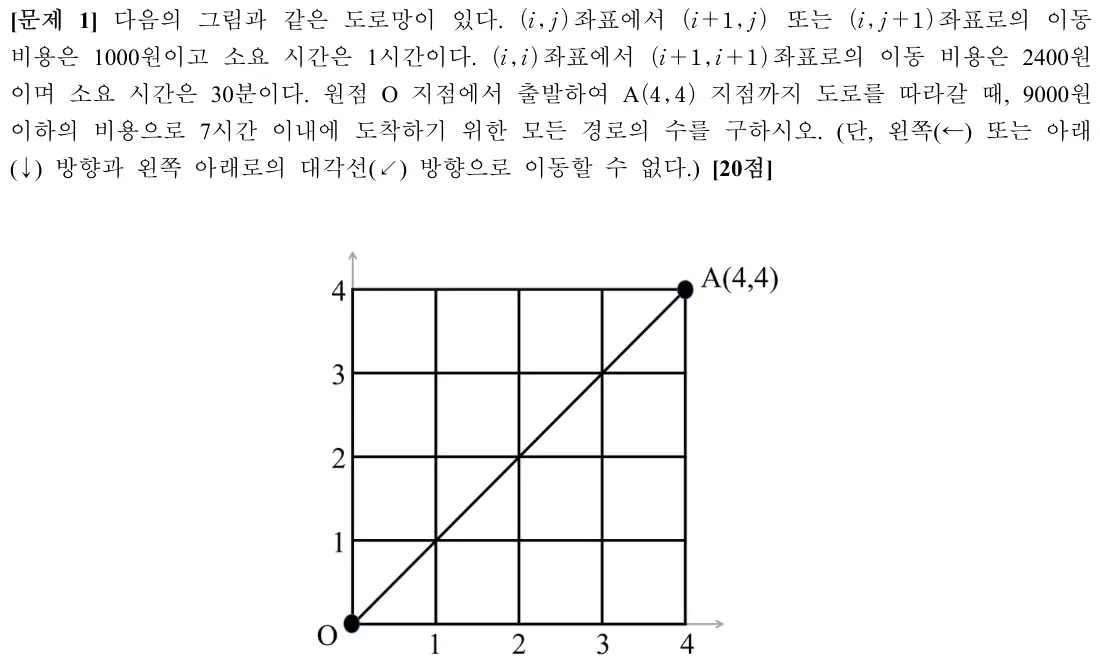 [문제 1] 다음의 그림과 같은 도로망이 있다. (i, j)좌표에서 (i+1, j) 또는 (i, j+1)좌표로의 이동
비용은 1000원이고 소요 시간은 1시간이다. (i, i)좌표에서 (i+1, i+1)좌표로의 이동 비용은 2400원
이며 소요 시간은 30분이다. 원점 O 지점에서 출발하여 A(4, 4) 지점까지 도로를 따라갈 때, 9000원
이하의 비용으로 7시간 이내에 도착하기 위한 모든 경로의 수를 구하시오. (단, 왼쪽(←) 또는 아래
(↓) 방향과 왼쪽 아래로의 대각선(↙) 방향으로 이동할 수 없다.) [20점]
A(4,4)
4
3
2
1
O
1 2 3 4